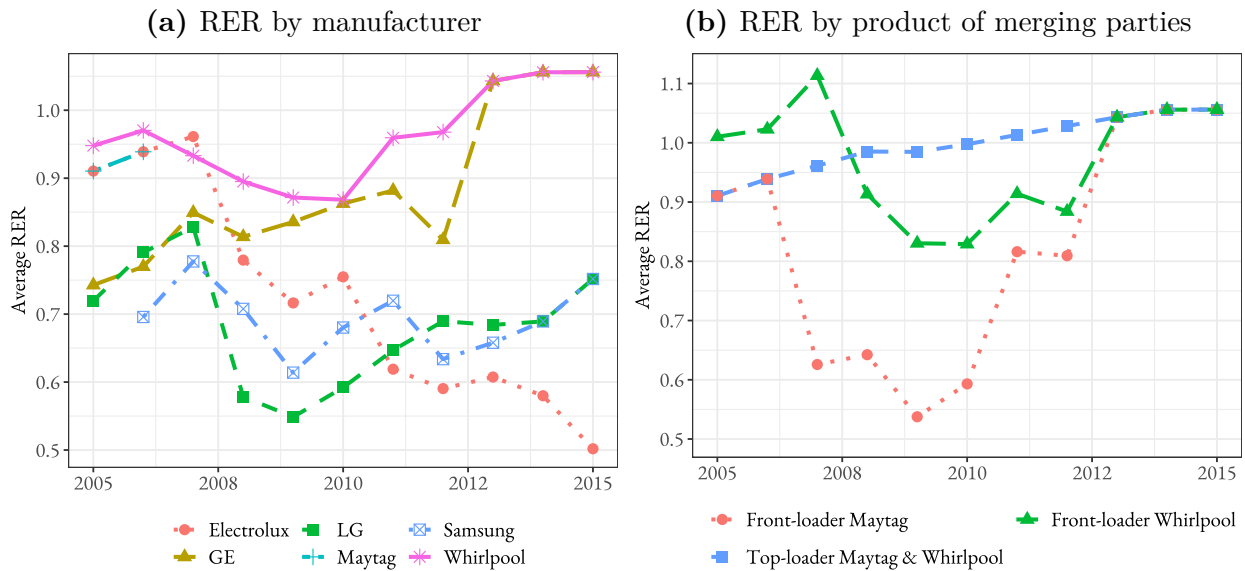 (a) RER by manufacturer
Average RER
1.0
0.9
0.8
0.7
0.6
0.5
2005 2008 2010 2012 2015
Electrolux LG Samsung
GE Maytag Whirlpool
(b) RER by product of merging parties
Average RER
1.1
1.0
0.9
0.8
0.7
0.6
0.5
2005 2008 2010 2012 2015
Front-loader Maytag Front-loader Whirlpool
Top-loader Maytag & Whirlpool